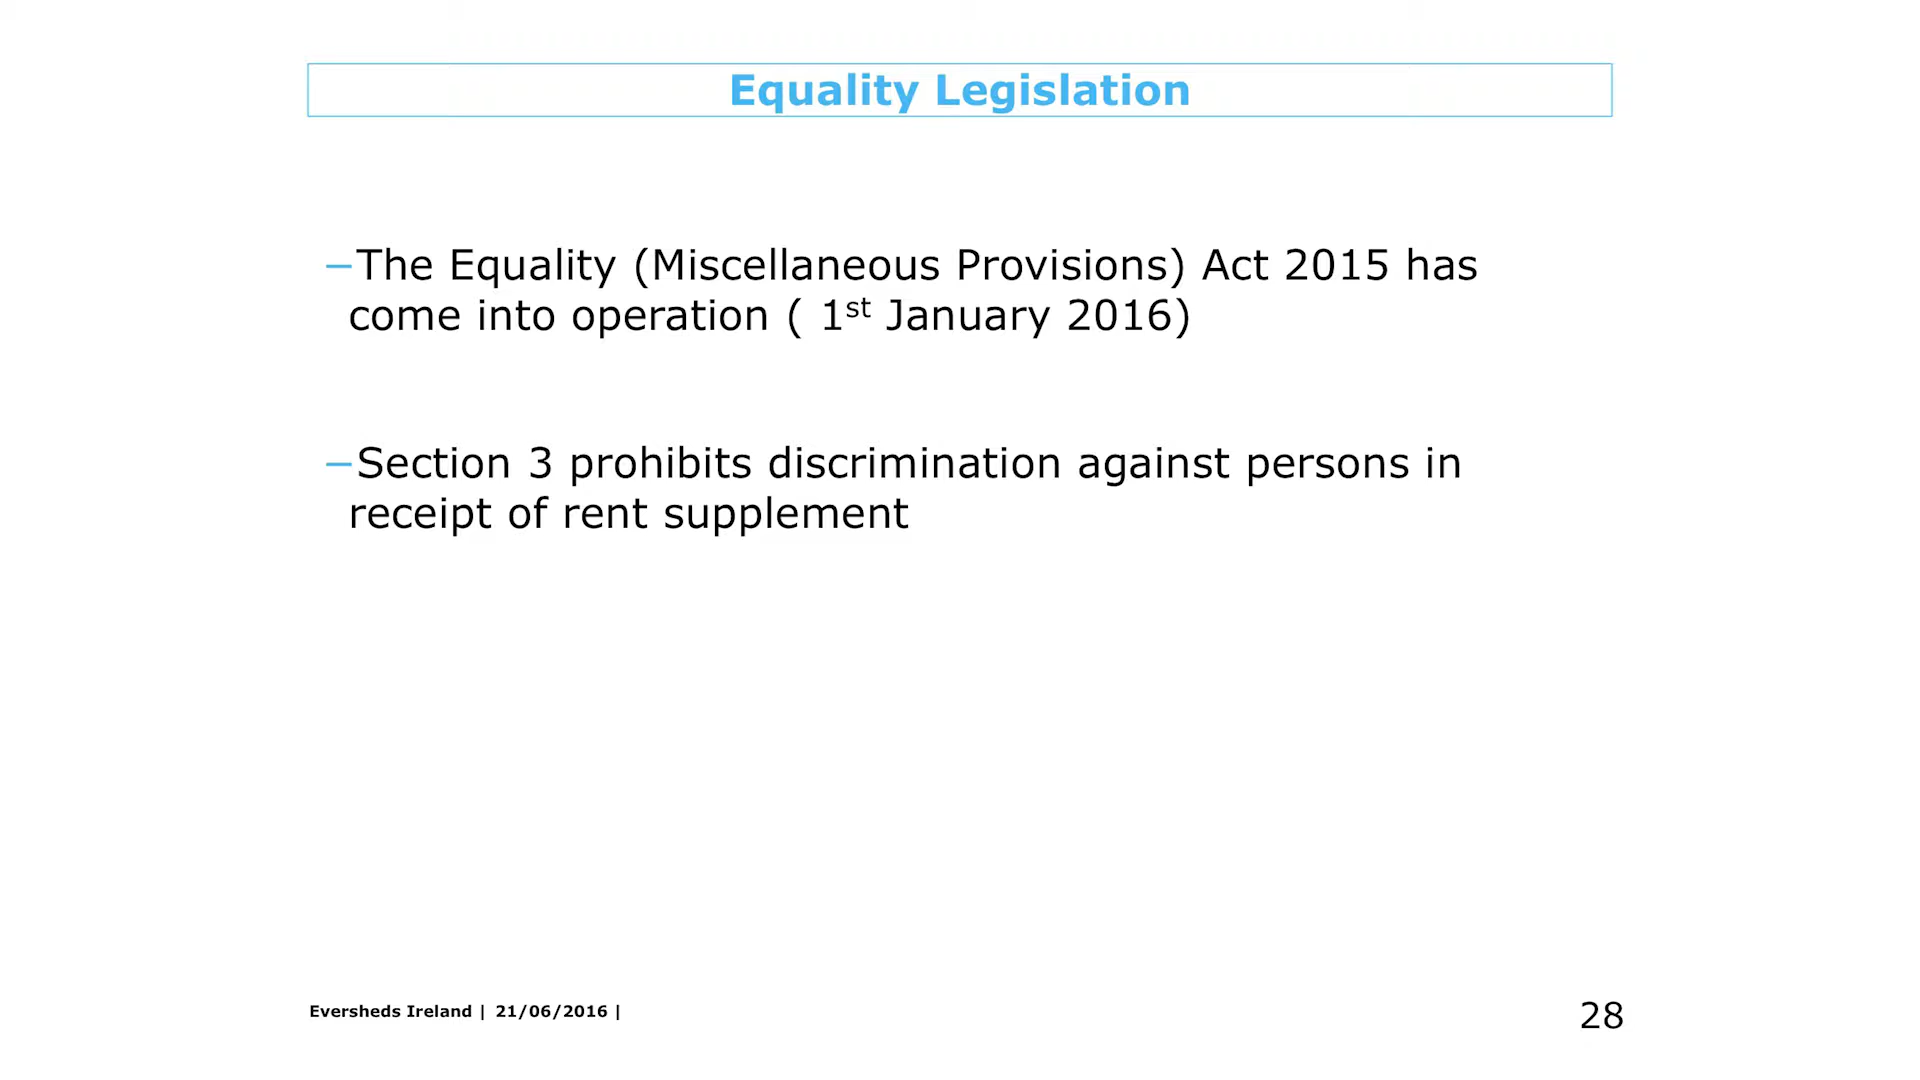 Equality Legislation
–The Equality (Miscellaneous Provisions) Act 2015 has
come into operation ( 1st January 2016)
–Section 3 prohibits discrimination against persons in
receipt of rent supplement
Eversheds Ireland | 21/06/2016 |
28